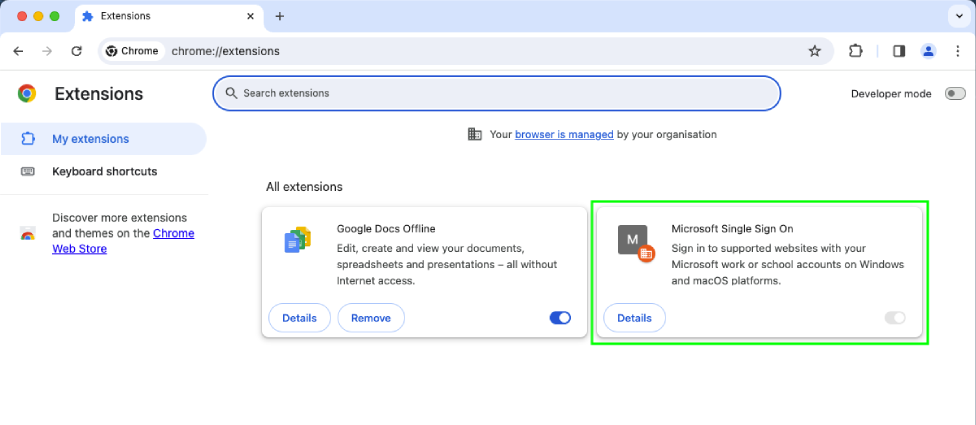 Extensions
Chrome
chrome://extensions
Extensions
Search extensions
Developer mode
My extensions
Your browser is managed by your organisation
Keyboard shortcuts
All extensions
Discover more extensions
and themes on the Chrome
Web Store
Google Docs Offline
Edit, create and view your documents,
spreadsheets and presentations – all without
Internet access.
Details
Remove
M
Microsoft Single Sign On
Sign in to supported websites with your
Microsoft work or school accounts on Windows
and macOS platforms.
Details